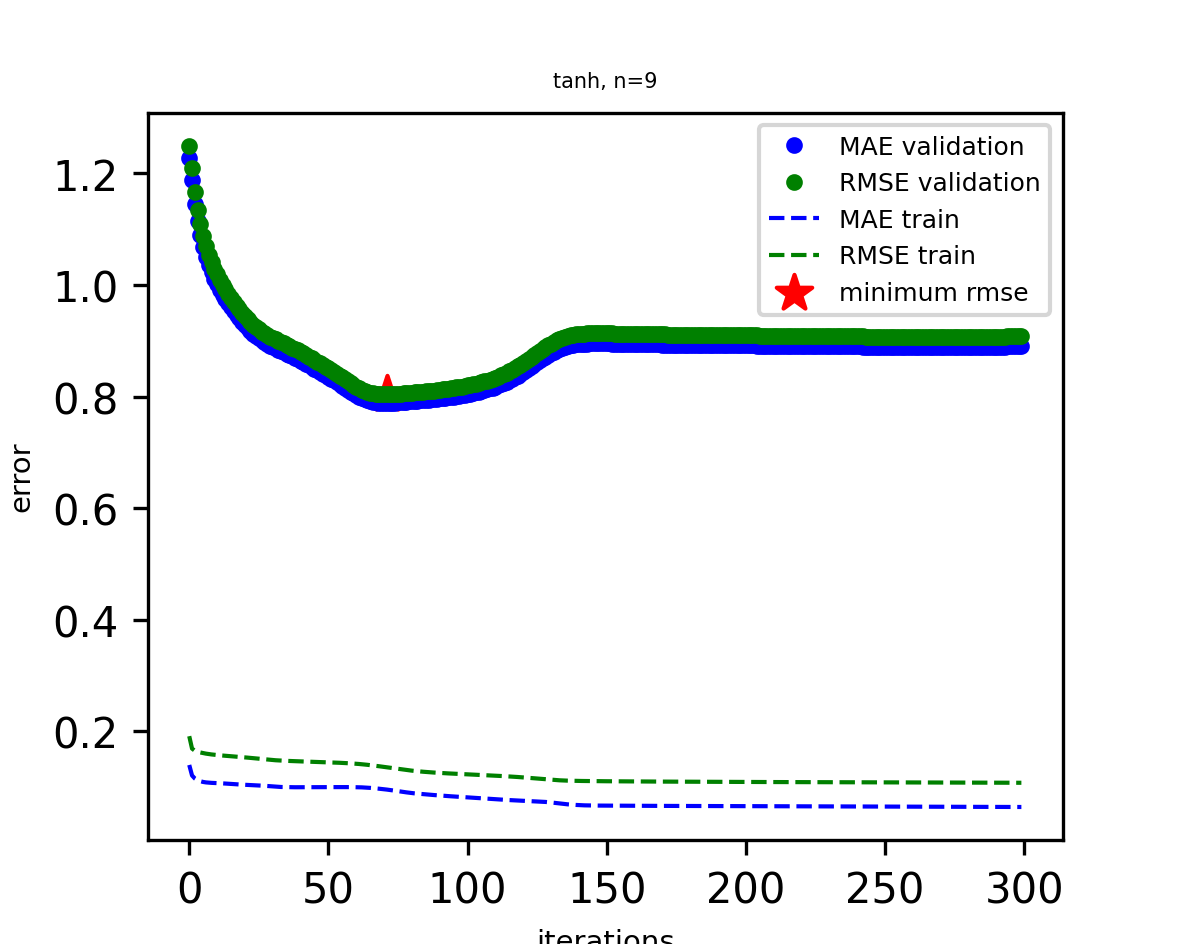 tanh, n=9
1.2
1.0
0.8
0.6
0.4
0.2
error
MAE validation
RMSE validation
MAE train
RMSE train
minimum rmse
0 50 100 150 200 250 300
iterations